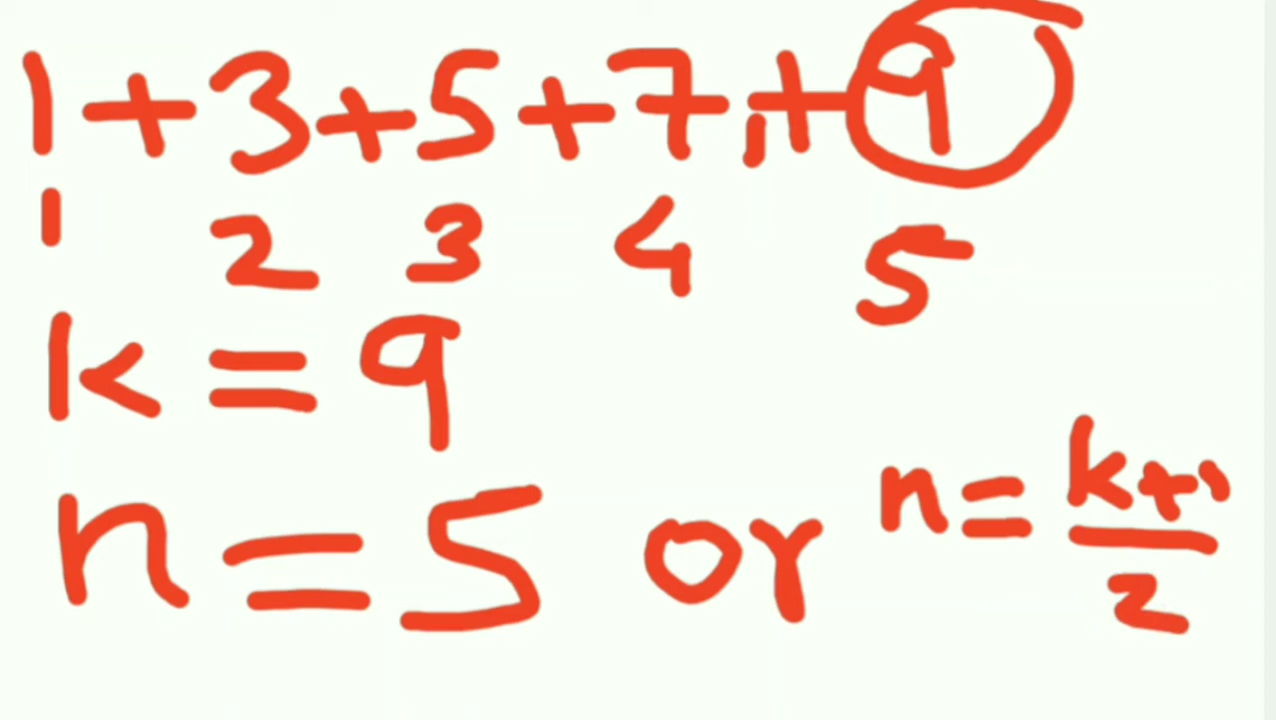 1 + 3 + 5 + 7 + 9
1 2 3 4 5
k = 9
n = 5 or n = (k+1)/2